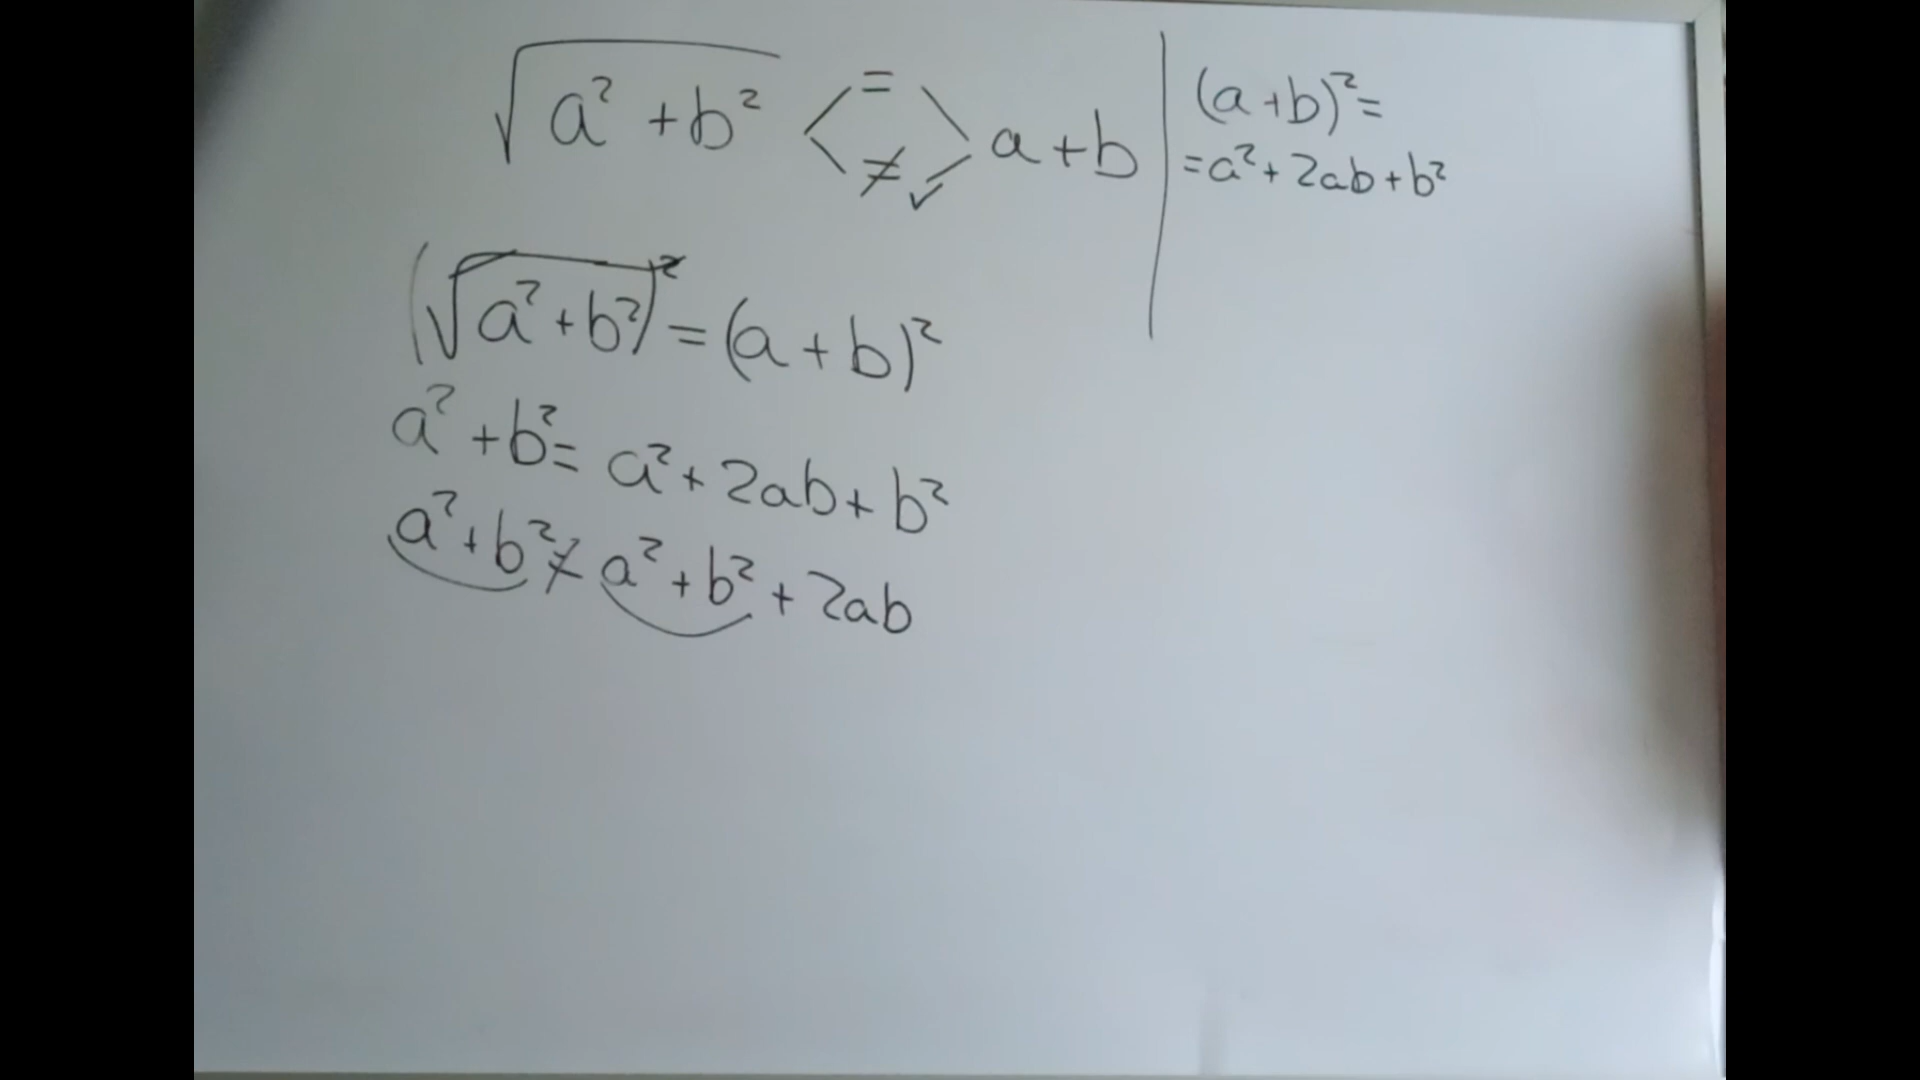 √(a² + b²) < = ≠ ✓ > a + b
(a + b)² =
= a² + 2ab + b²
(√(a² + b²))² = (a + b)²
a² + b² = a² + 2ab + b²
a² + b² ≠ a² + b² + 2ab